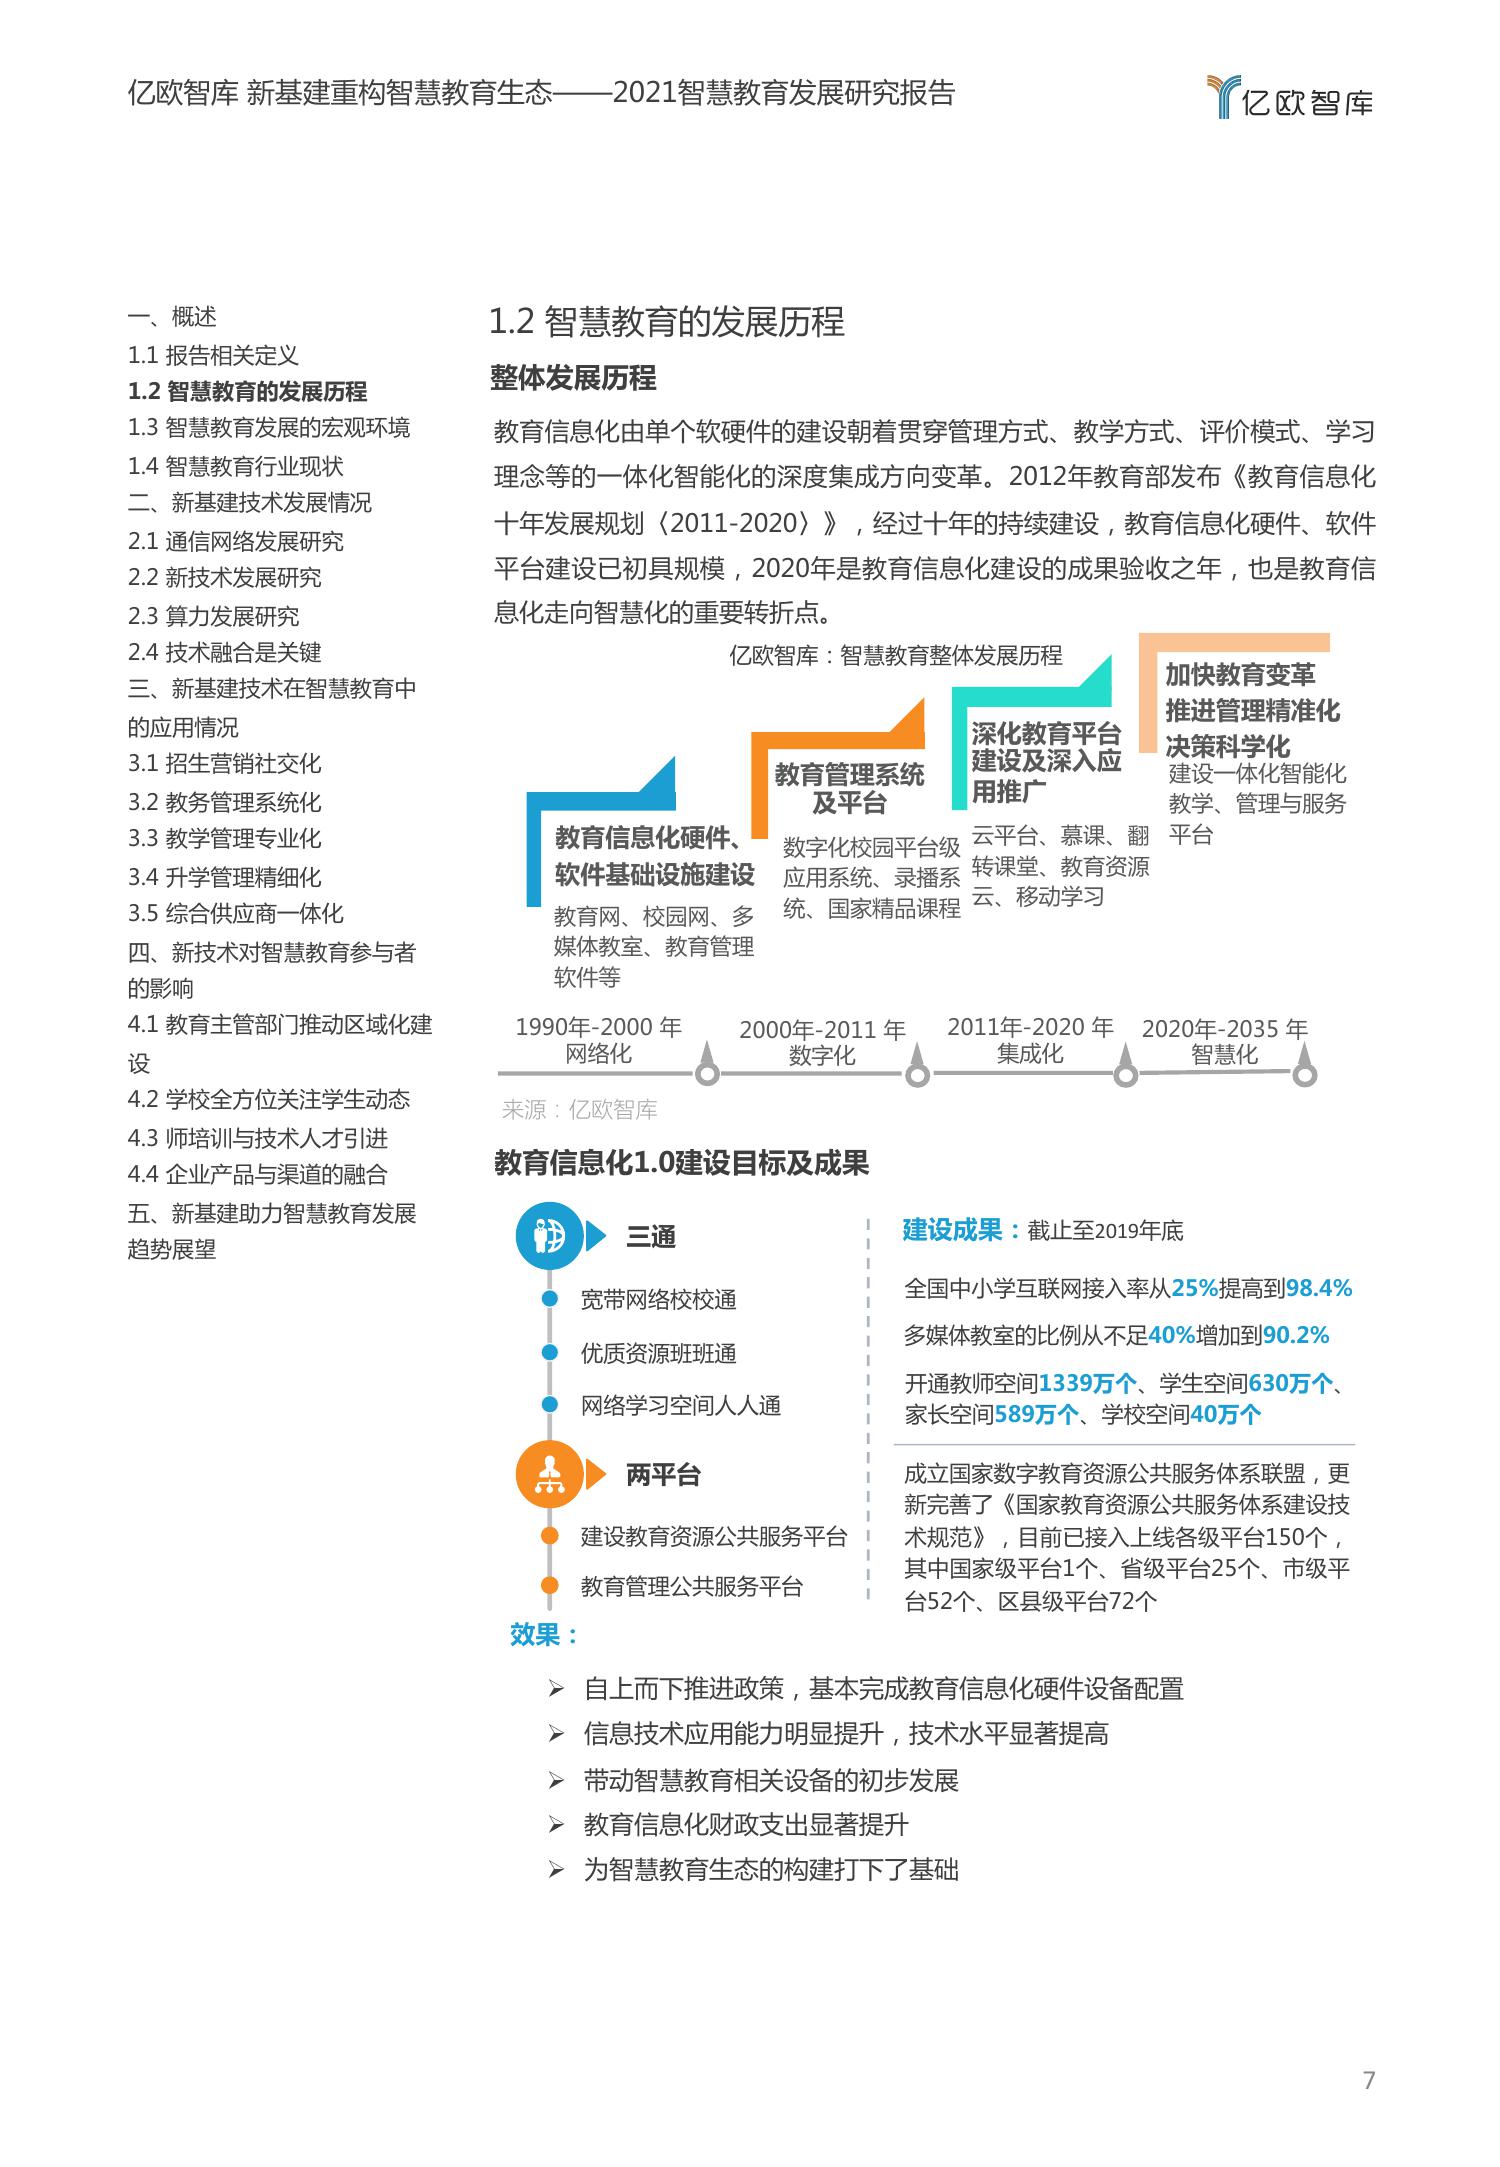 亿欧智库 新基建重构智慧教育生态——2021智慧教育发展研究报告
亿欧智库
一、概述
1.1 报告相关定义
1.2 智慧教育的发展历程
1.3 智慧教育发展的宏观环境
1.4 智慧教育行业现状
二、新基建技术发展情况
2.1 通信网络发展研究
2.2 新技术发展研究
2.3 算力发展研究
2.4 技术融合是关键
三、新基建技术在智慧教育中
的应用情况
3.1 招生营销社交化
3.2 教务管理系统化
3.3 教学管理专业化
3.4 升学管理精细化
3.5 综合供应商一体化
四、新技术对智慧教育参与者
的影响
4.1 教育主管部门推动区域化建
设
4.2 学校全方位关注学生动态
4.3 师培训与技术人才引进
4.4 企业产品与渠道的融合
五、新基建助力智慧教育发展
趋势展望
1.2 智慧教育的发展历程
整体发展历程
教育信息化由单个软硬件的建设朝着贯穿管理方式、教学方式、评价模式、学习
理念等的一体化智能化的深度集成方向变革。2012年教育部发布《教育信息化
十年发展规划〈2011-2020〉》，经过十年的持续建设，教育信息化硬件、软件
平台建设已初具规模，2020年是教育信息化建设的成果验收之年，也是教育信
息化走向智慧化的重要转折点。
亿欧智库：智慧教育整体发展历程
教育信息化硬件、
软件基础设施建设
教育网、校园网、多
媒体教室、教育管理
软件等
教育管理系统
及平台
数字化校园平台级
应用系统、录播系
统、国家精品课程
深化教育平台
建设及深入应
用推广
云平台、慕课、翻
转课堂、教育资源
云、移动学习
加快教育变革
推进管理精准化
决策科学化
建设一体化智能化
教学、管理与服务
平台
1990年-2000 年
网络化
2000年-2011 年
数字化
2011年-2020 年
集成化
2020年-2035 年
智慧化
来源：亿欧智库
教育信息化1.0建设目标及成果
三通
宽带网络校校通
优质资源班班通
网络学习空间人人通
两平台
建设教育资源公共服务平台
教育管理公共服务平台
建设成果：截止至2019年底
全国中小学互联网接入率从25%提高到98.4%
多媒体教室的比例从不足40%增加到90.2%
开通教师空间1339万个、学生空间630万个、
家长空间589万个、学校空间40万个
成立国家数字教育资源公共服务体系联盟，更
新完善了《国家教育资源公共服务体系建设技
术规范》，目前已接入上线各级平台150个，
其中国家级平台1个、省级平台25个、市级平
台52个、区县级平台72个
效果：
➢ 自上而下推进政策，基本完成教育信息化硬件设备配置
➢ 信息技术应用能力明显提升，技术水平显著提高
➢ 带动智慧教育相关设备的初步发展
➢ 教育信息化财政支出显著提升
➢ 为智慧教育生态的构建打下了基础
7